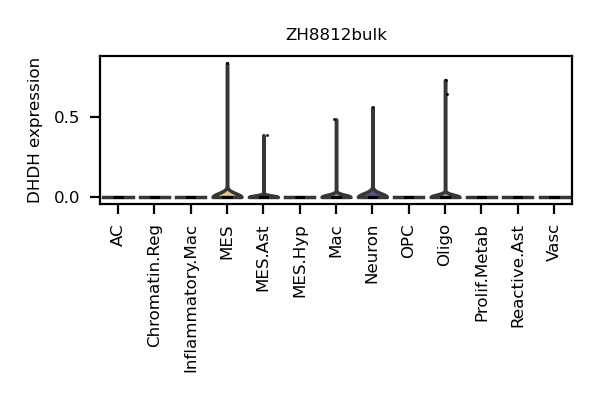 ZH8812bulk
DHDH expression
0.5
0.0
AC
Chromatin.Reg
Inflammatory.Mac
MES
MES.Ast
MES.Hyp
Mac
Neuron
OPC
Oligo
Prolif.Metab
Reactive.Ast
Vasc